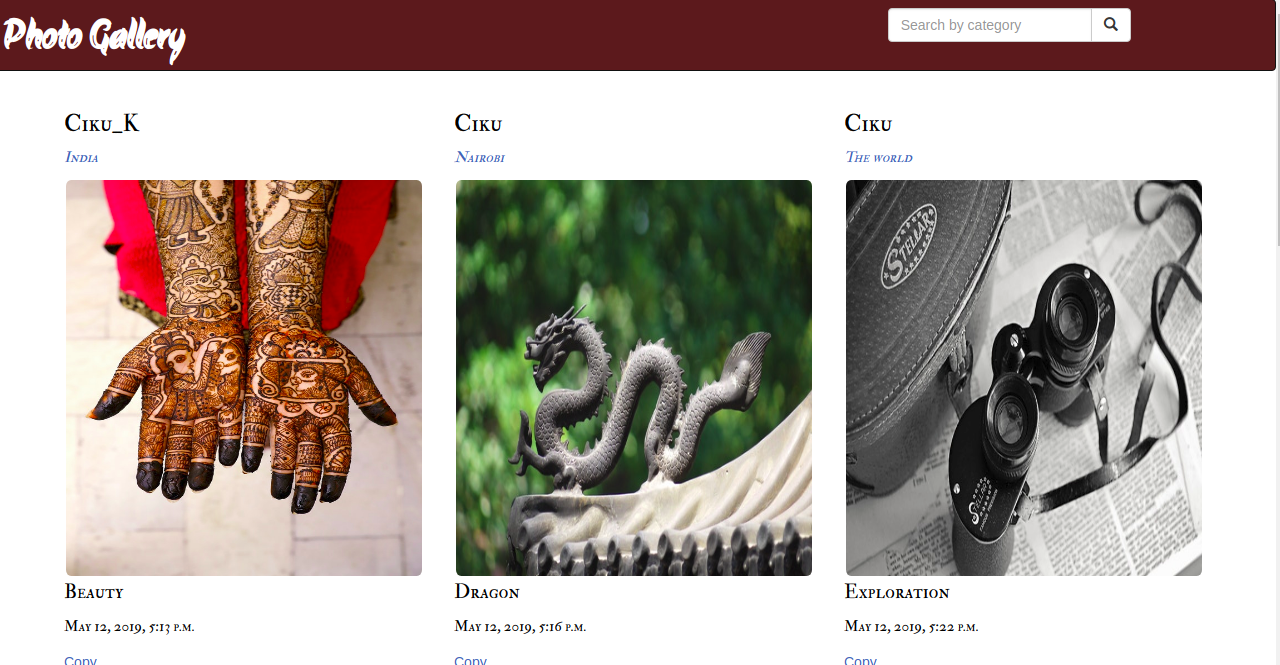 Photo Gallery
Search by category
Ciku_K
India
Beauty
May 12, 2019, 5:13 p.m.
Copy
Ciku
Nairobi
Dragon
May 12, 2019, 5:16 p.m.
Copy
Ciku
The world
STELLAR
STELLAR
Exploration
May 12, 2019, 5:22 p.m.
Copy